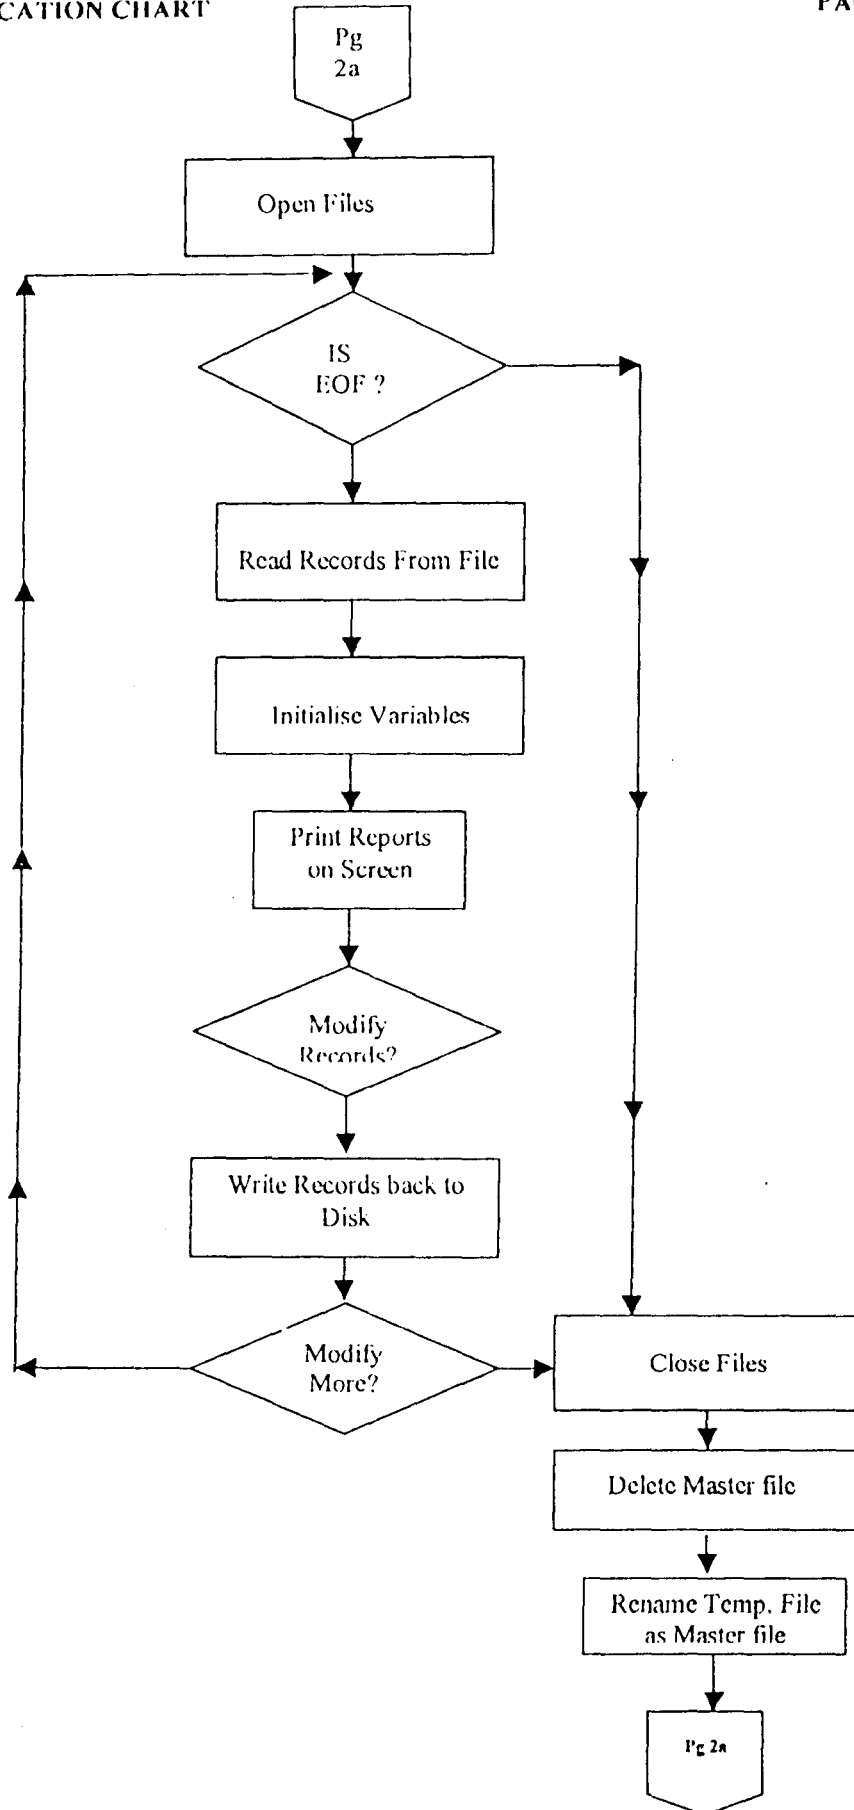 CATION CHART
PA
Pg
2a
Open Files
IS
EOF ?
Read Records From File
Initialise Variables
Print Reports
on Screen
Modify
Records?
Write Records back to
Disk
Modify
More?
Close Files
Delete Master file
Rename Temp. File
as Master file
Pg 2a